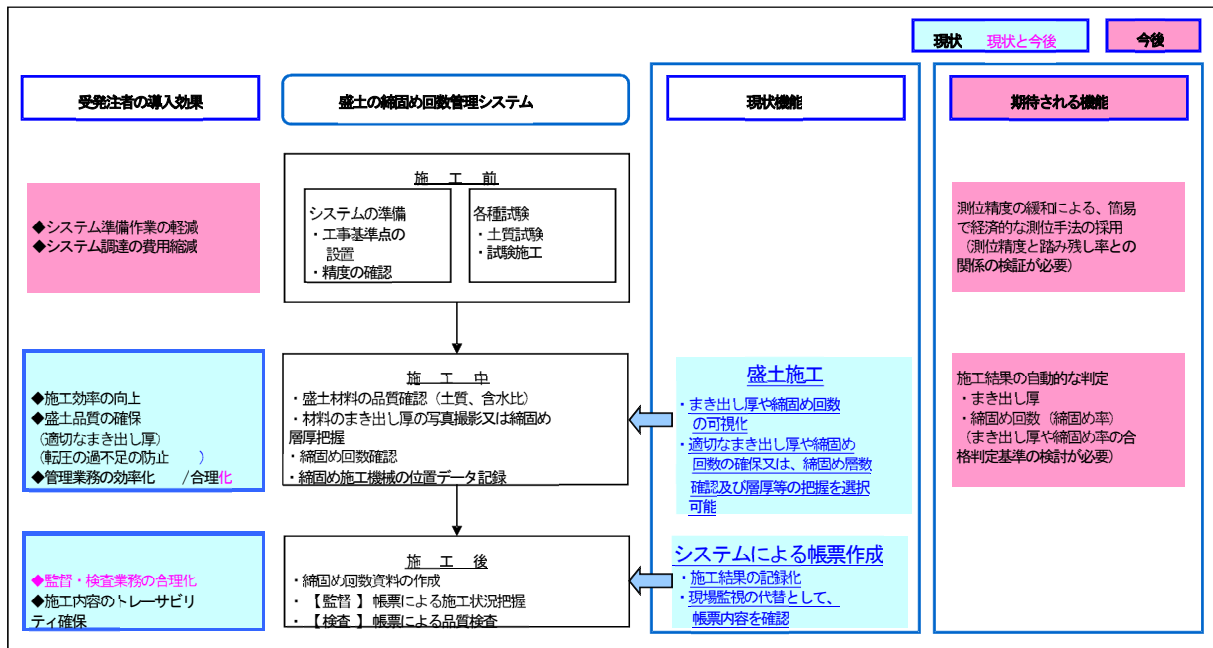 現状　現状と今後
今後
受発注者の導入効果
盛土の締固め回数管理システム
現状機能
期待される機能
◆システム準備作業の軽減
◆システム調達の費用縮減
施　工　前
システムの準備
・工事基準点の
設置
・精度の確認
各種試験
・土質試験
・試験施工
測位精度の緩和による、簡易
で経済的な測位手法の採用
（測位精度と踏み残し率との
関係の検証が必要）
◆施工効率の向上
◆盛土品質の確保
（適切なまき出し厚）
（転圧の過不足の防止　）
◆管理業務の効率化　/合理化
施　工　中
・盛土材料の品質確認（土質、含水比）
・材料のまき出し厚の写真撮影又は締固め
層厚把握
・締固め回数確認
・締固め施工機械の位置データ記録
盛土施工
・まき出し厚や締固め回数
の可視化
・適切なまき出し厚や締固め
回数の確保又は、締固め層数
確認及び層厚等の把握を選択
可能
施工結果の自動的な判定
・まき出し厚
・締固め回数（締固め率）
（まき出し厚や締固め率の合
格判定基準の検討が必要）
◆監督・検査業務の合理化
◆施工内容のトレーサビリ
ティ確保
施　工　後
・締固め回数資料の作成
・【監督】帳票による施工状況把握
・【検査】帳票による品質検査
システムによる帳票作成
・施工結果の記録化
・現場監視の代替として、
帳票内容を確認